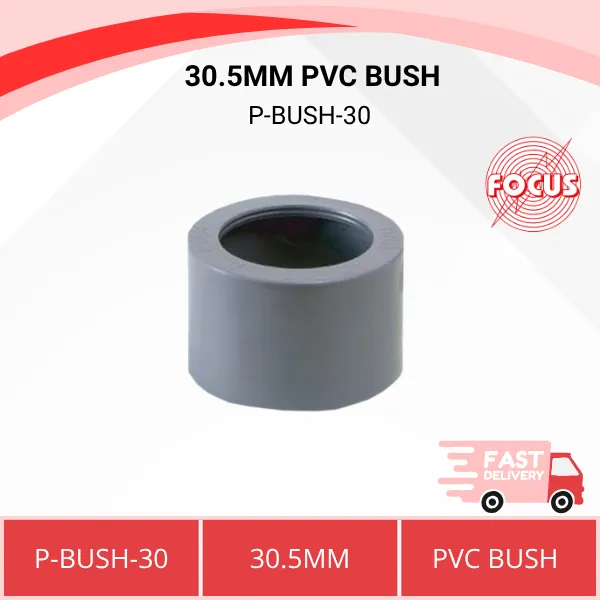 30.5MM PVC BUSH
P-BUSH-30
FOCUS
FAST
DELIVERY
P-BUSH-30
30.5MM
PVC BUSH